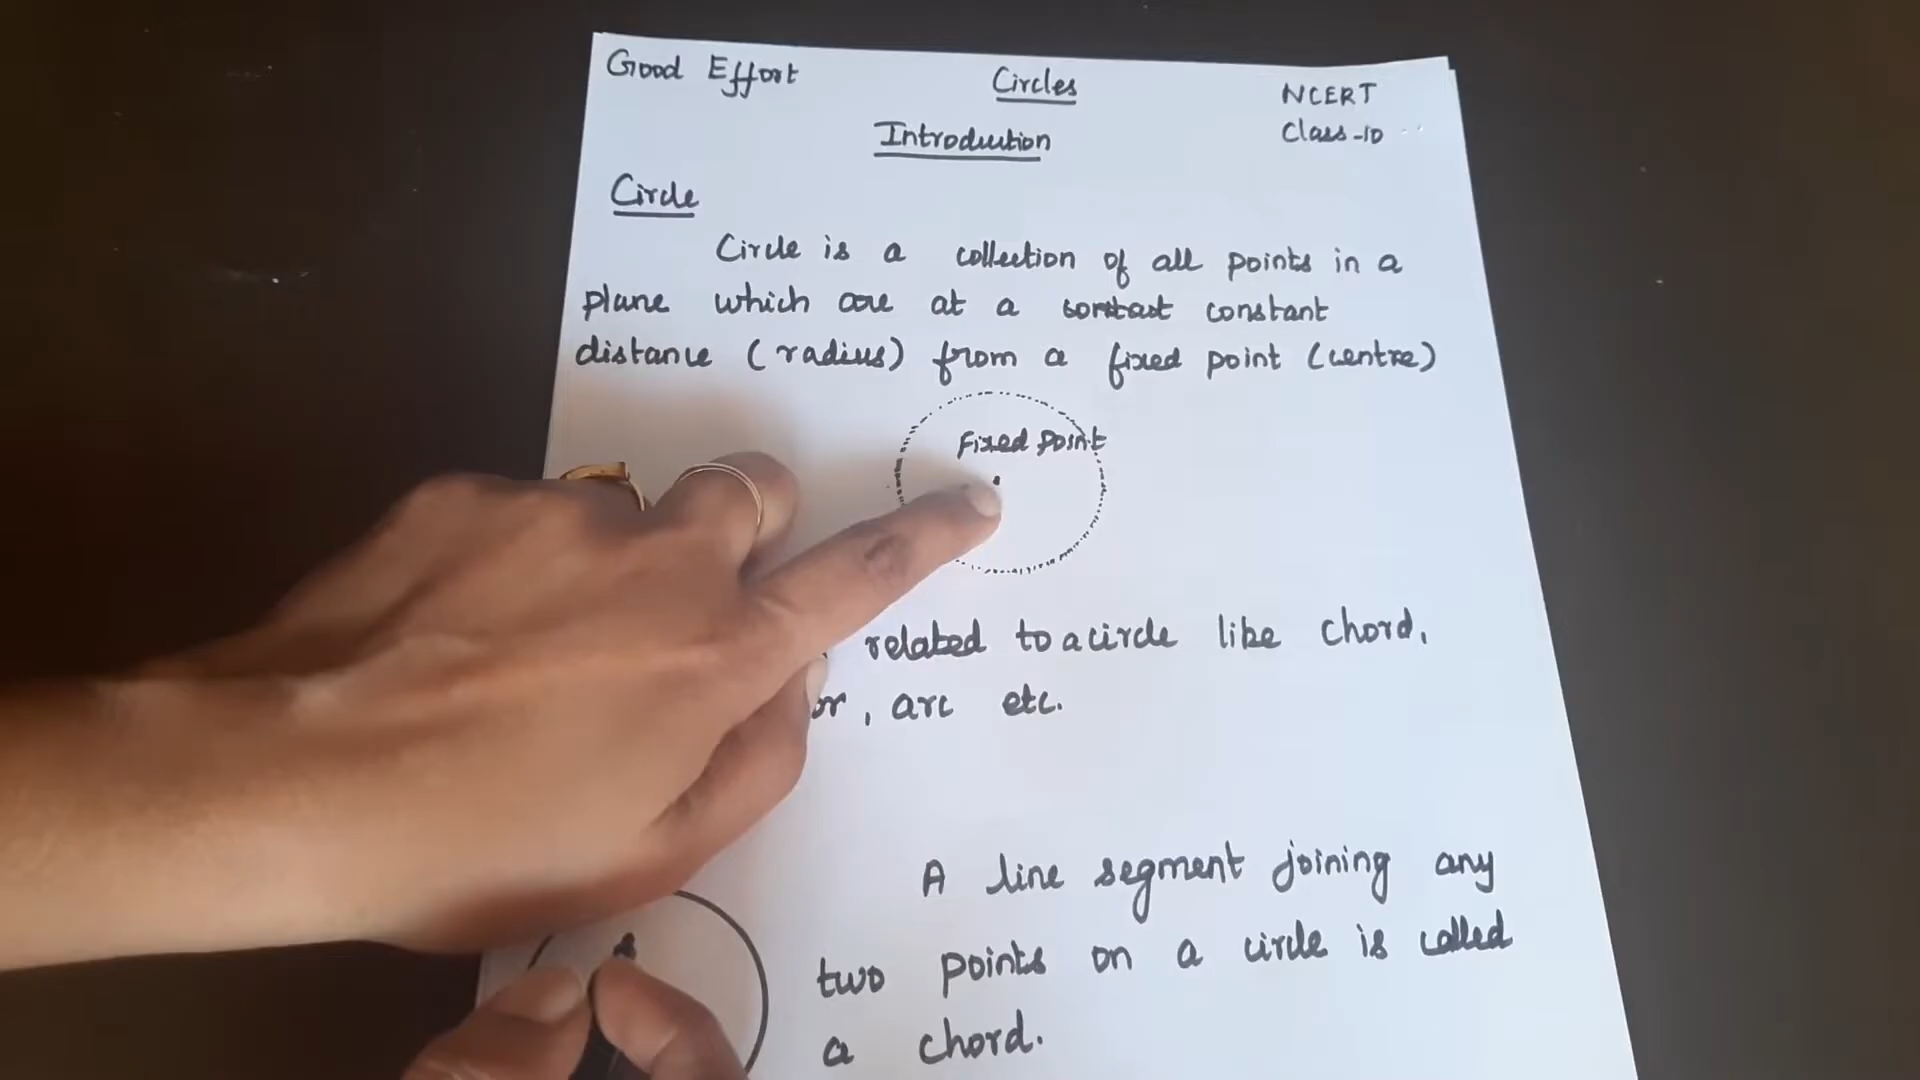 Good Effort
Circles
NCERT
Class-10
Introduction
Circle
Circle is a collection of all points in a
plane which are at a constant
distance (radius) from a fixed point (centre)
Fixed Point
related to a circle like chord,
or, arc etc.
A line segment joining any
two points on a circle is called
a chord.